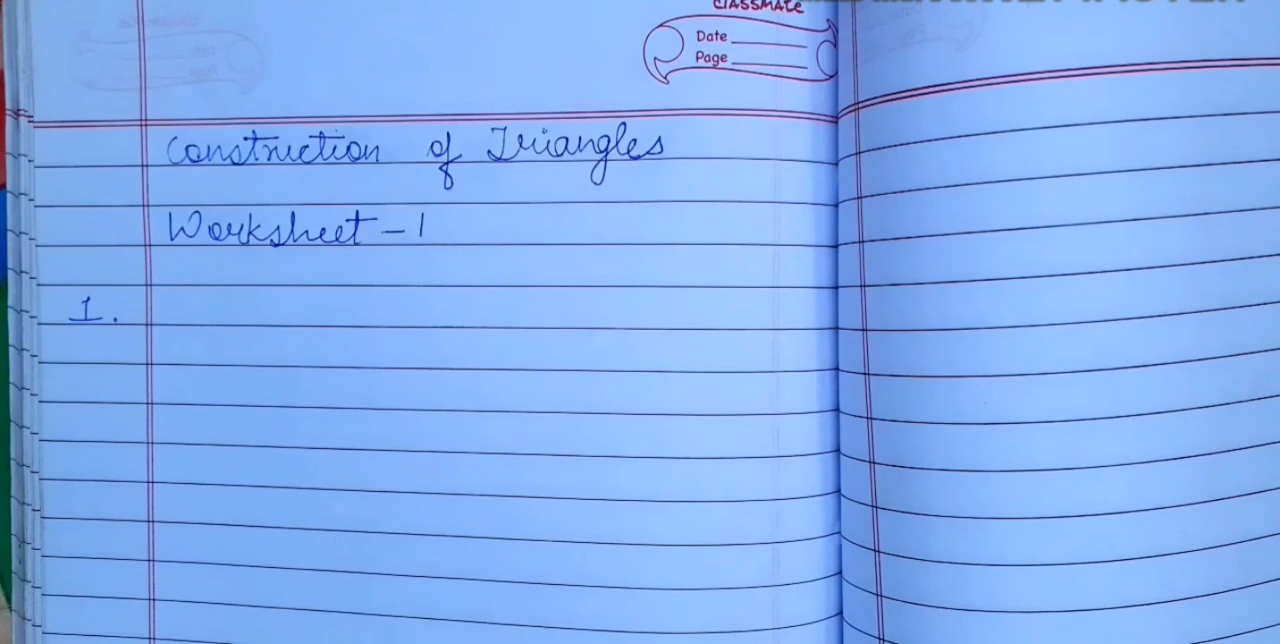 CLASSMATE
Date
Page
Construction of Triangles
Worksheet - 1
1.